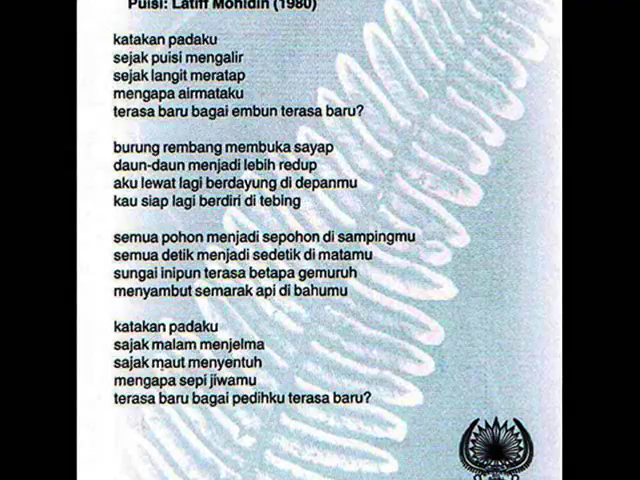 Puisi: Latiff Mohidin (1980)
katakan padaku
sejak puisi mengalir
sejak langit meratap
mengapa airmataku
terasa baru bagai embun terasa baru?
burung rembang membuka sayap
daun-daun menjadi lebih redup
aku lewat lagi berdayung di depanmu
kau siap lagi berdiri di tebing
semua pohon menjadi sepohon di sampingmu
semua detik menjadi sedetik di matamu
sungai inipun terasa betapa gemuruh
menyambut semarak api di bahumu
katakan padaku
sajak malam menjelma
sajak maut menyentuh
mengapa sepi jiwamu
terasa baru bagai pedihku terasa baru?